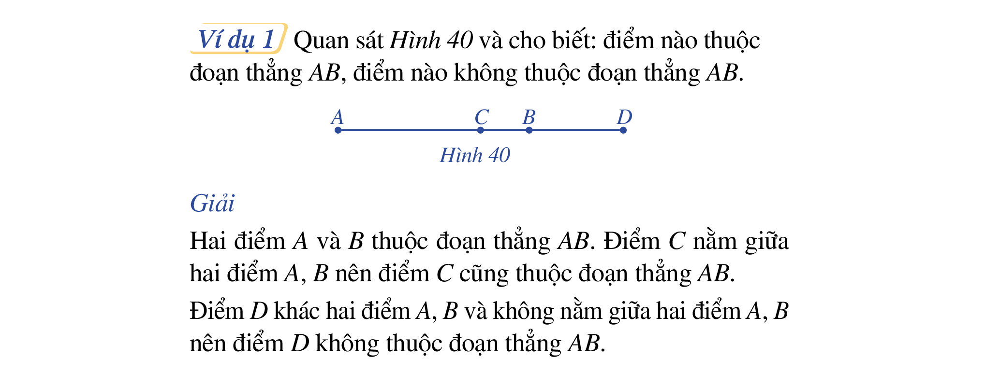 Ví dụ 1 Quan sát Hình 40 và cho biết: điểm nào thuộc
đoạn thẳng AB, điểm nào không thuộc đoạn thẳng AB.
A C B D
Hình 40
Giải
Hai điểm A và B thuộc đoạn thẳng AB. Điểm C nằm giữa
hai điểm A, B nên điểm C cũng thuộc đoạn thẳng AB.
Điểm D khác hai điểm A, B và không nằm giữa hai điểm A, B
nên điểm D không thuộc đoạn thẳng AB.